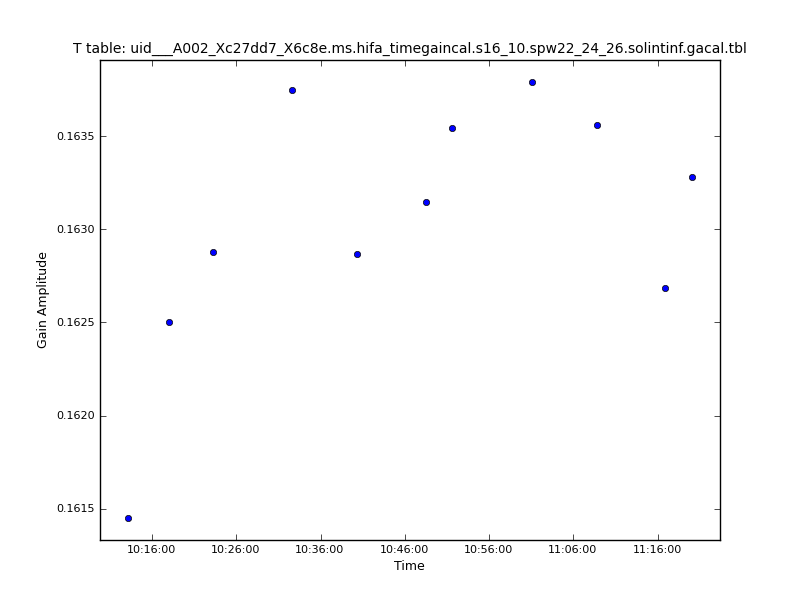 T table: uid___A002_Xc27dd7_X6c8e.ms.hifa_timegaincal.s16_10.spw22_24_26.solintinf.gacal.tbl
0.1635
0.1630
0.1625
0.1620
0.1615
Gain Amplitude
10:16:00 10:26:00 10:36:00 10:46:00 10:56:00 11:06:00 11:16:00
Time